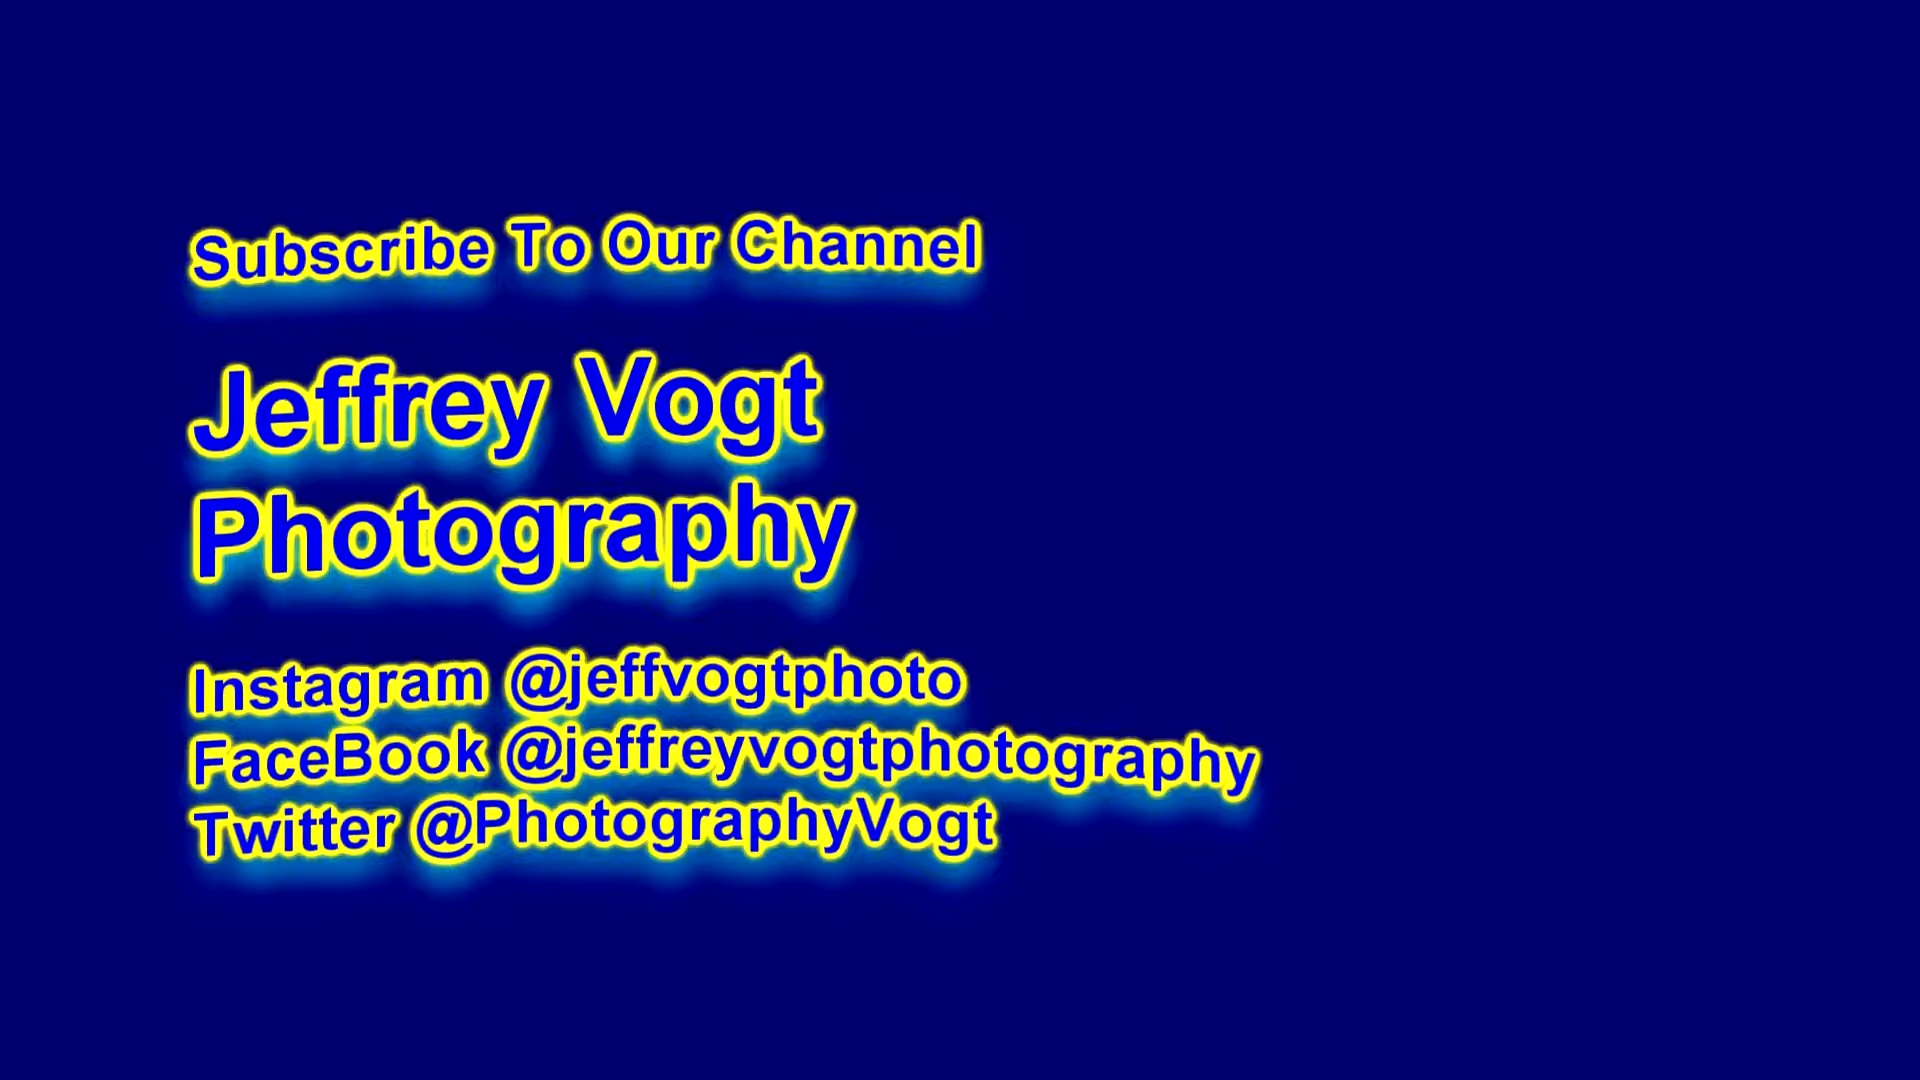 Subscribe To Our Channel
Jeffrey Vogt
Photography
Instagram @jeffvogtphoto
FaceBook @jeffreyvogtphotography
Twitter @PhotographyVogt